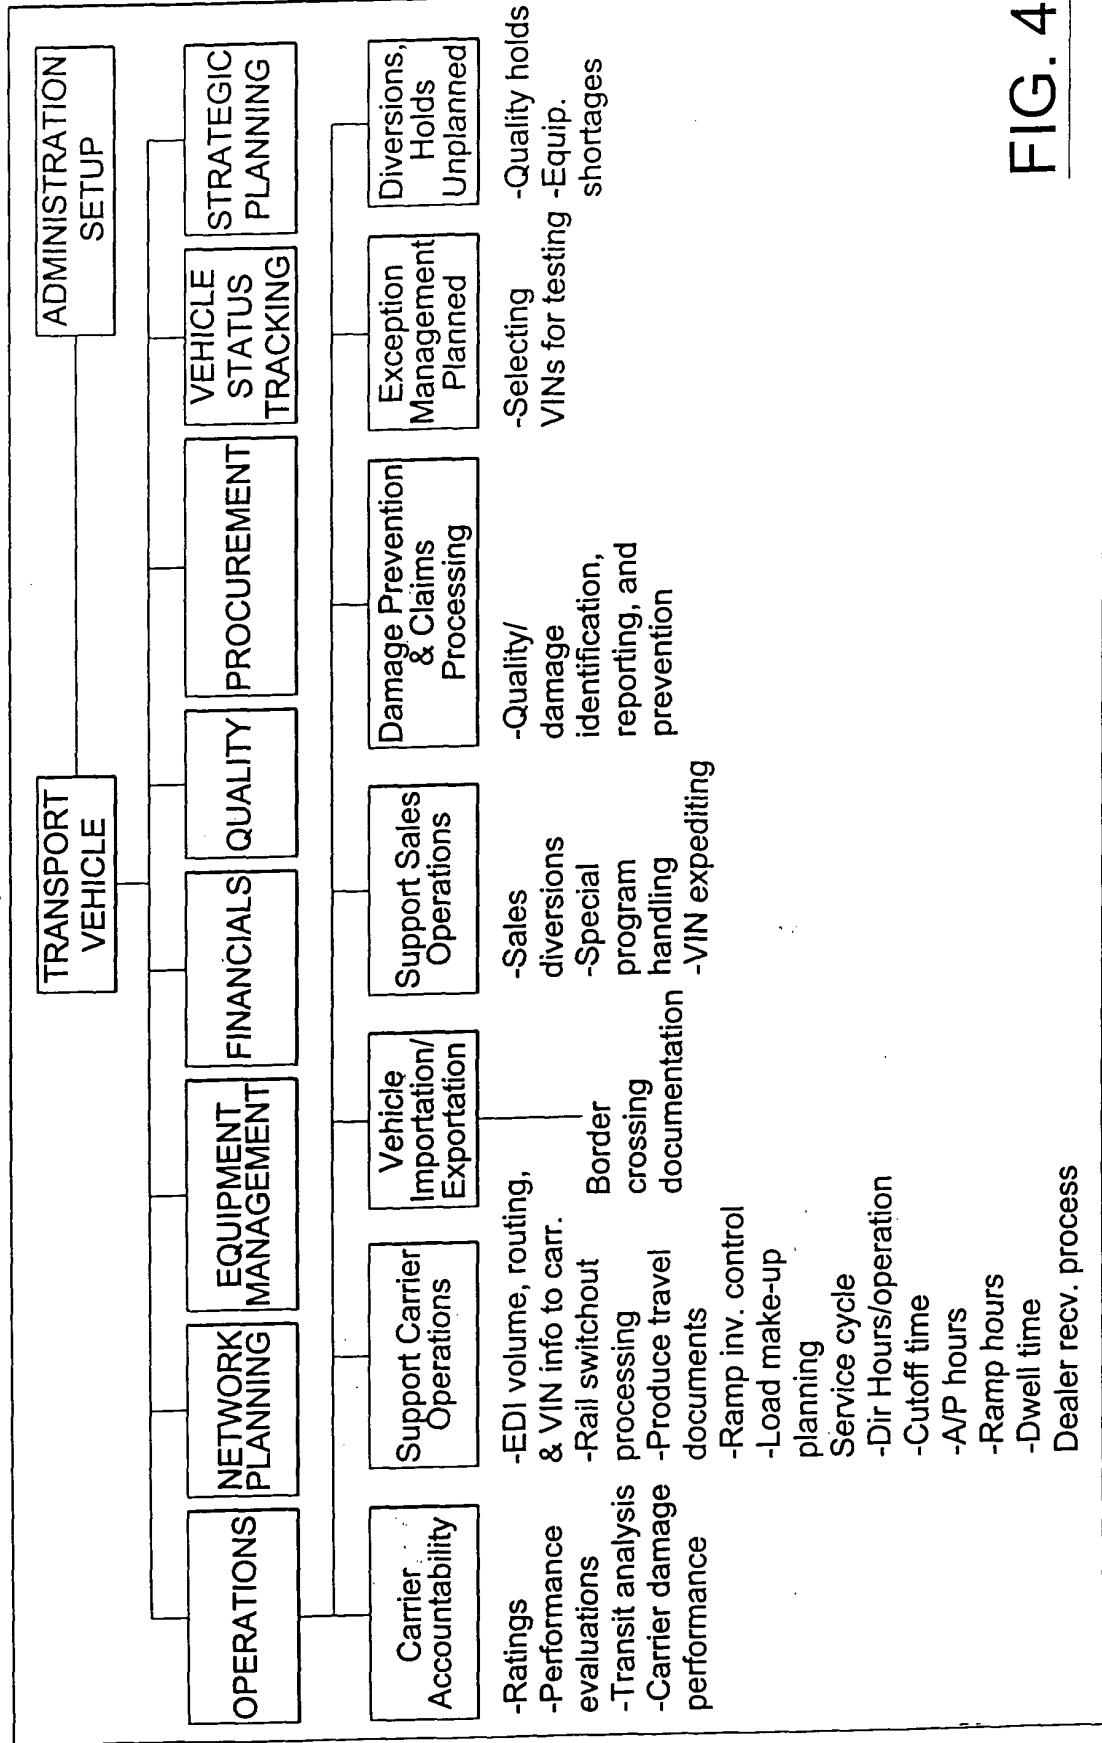 TRANSPORT
VEHICLE
ADMINISTRATION
SETUP
OPERATIONS
NETWORK
PLANNING
EQUIPMENT
MANAGEMENT
FINANCIALS
QUALITY
PROCUREMENT
VEHICLE
STATUS
TRACKING
STRATEGIC
PLANNING
Carrier
Accountability
Support Carrier
Operations
Vehicle
Importation/
Exportation
Support Sales
Operations
Damage Prevention
& Claims
Processing
Exception
Management
Planned
Diversions,
Holds
Unplanned
-Ratings
-Performance
evaluations
-Transit analysis
-Carrier damage
performance
-EDI volume, routing,
& VIN info to carr.
-Rail switchout
processing
-Produce travel
documents
-Ramp inv. control
-Load make-up
planning
Service cycle
-Dir Hours/operation
-Cutoff time
-A/P hours
-Ramp hours
-Dwell time
Dealer recv. process
Border
crossing
documentation
-Sales
diversions
-Special
program
handling
-VIN expediting
-Quality/
damage
identification,
reporting, and
prevention
-Selecting
VINs for testing
-Quality holds
-Equip.
shortages
FIG. 4